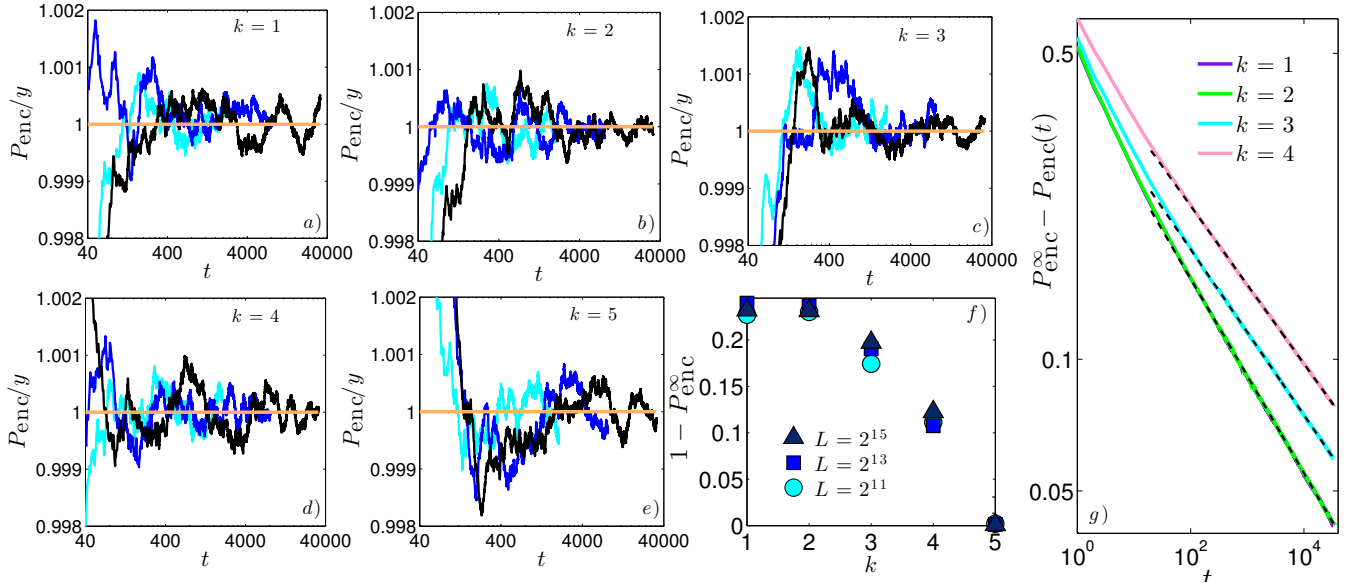 1.002
1.001
1
0.999
0.998
P_enc/y
k = 1
a)
40 400 4000 40000
t
1.002
1.001
1
0.999
0.998
P_enc/y
k = 2
b)
40 400 4000 40000
t
1.002
1.001
1
0.999
0.998
P_enc/y
k = 3
c)
40 400 4000 40000
t
1.002
1.001
1
0.999
0.998
P_enc/y
k = 4
d)
40 400 4000 40000
t
1.002
1.001
1
0.999
0.998
P_enc/y
k = 5
e)
40 400 4000 40000
t
0.2
0.15
0.1
0.05
0
1 − P_enc^∞
f)
L = 2^15
L = 2^13
L = 2^11
1 2 3 4 5
k
0.5
0.1
0.05
P_enc^∞ − P_enc(t)
k = 1
k = 2
k = 3
k = 4
g)
10^0 10^2 10^4
t